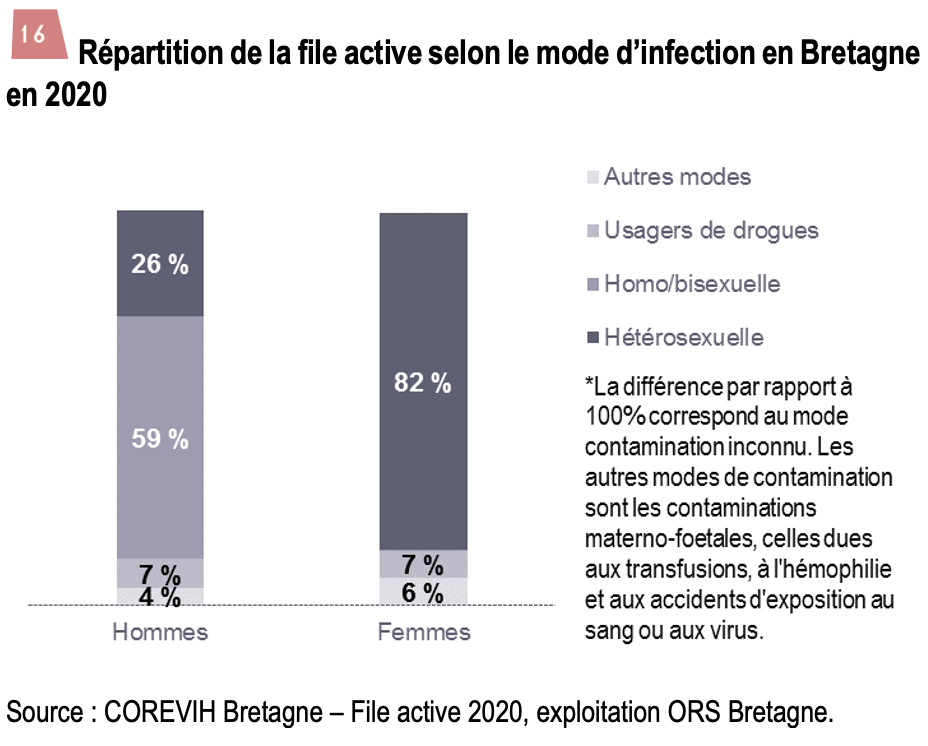 16
Répartition de la file active selon le mode d’infection en Bretagne
en 2020
Autres modes
Usagers de drogues
Homo/bisexuelle
Hétérosexuelle
26 %
59 %
7 %
4 %
82 %
7 %
6 %
Hommes
Femmes
*La différence par rapport à
100% correspond au mode
contamination inconnu. Les
autres modes de contamination
sont les contaminations
materno-foetales, celles dues
aux transfusions, à l'hémophilie
et aux accidents d'exposition au
sang ou aux virus.
Source : COREVIH Bretagne – File active 2020, exploitation ORS Bretagne.